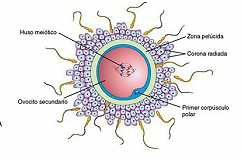 Huso meiótico
Zona pelúcida
Corona radiada
Ovocito secundario
Primer corpúsculo
polar